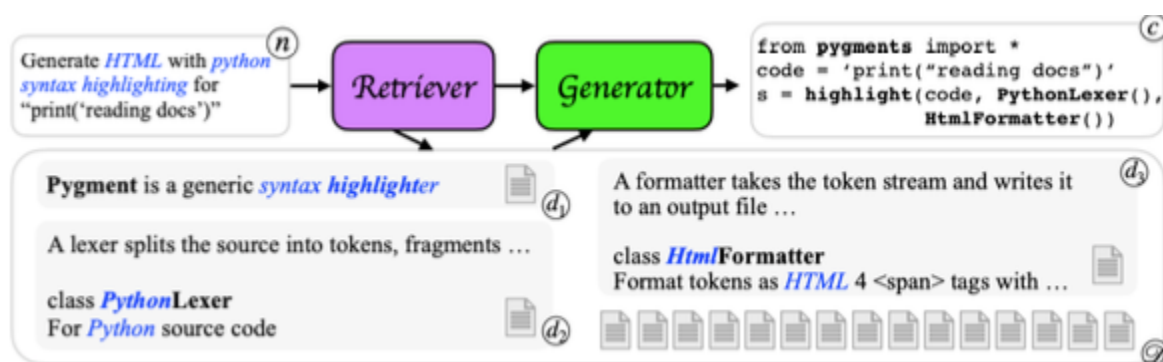 Generate HTML with python
syntax highlighting for
“print(‘reading docs’)”
n
Retriever
Generator
c
from pygments import *
code = ‘print(“reading docs”)’
s = highlight(code, PythonLexer(),
HtmlFormatter())
Pygment is a generic syntax highlighter
d1
A lexer splits the source into tokens, fragments …
class PythonLexer
For Python source code
d2
A formatter takes the token stream and writes it
to an output file …
d3
class HtmlFormatter
Format tokens as HTML 4 <span> tags with …
𝒟